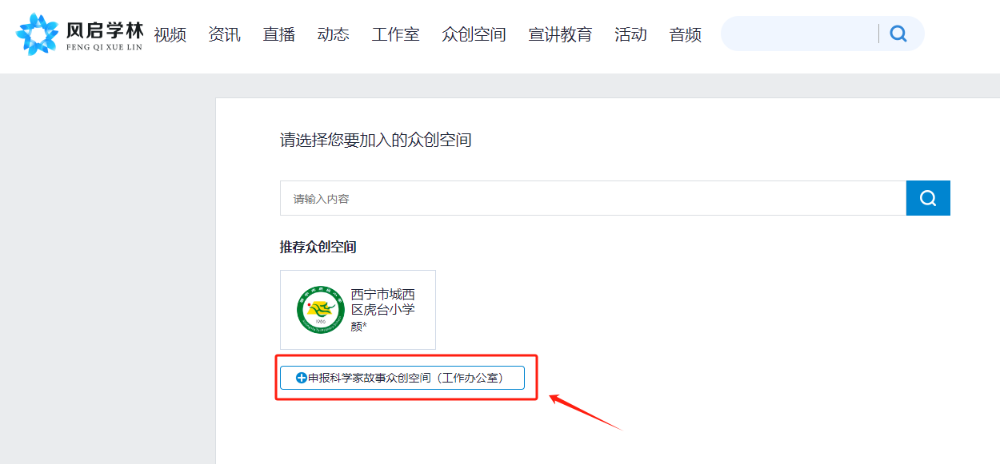 风启学林
FENG QI XUE LIN
视频 资讯 直播 动态 工作室 众创空间 宣讲教育 活动 音频
请选择您要加入的众创空间
请输入内容
推荐众创空间
西宁市城西
区虎台小学
颜*
1986
申报科学家故事众创空间（工作办公室）